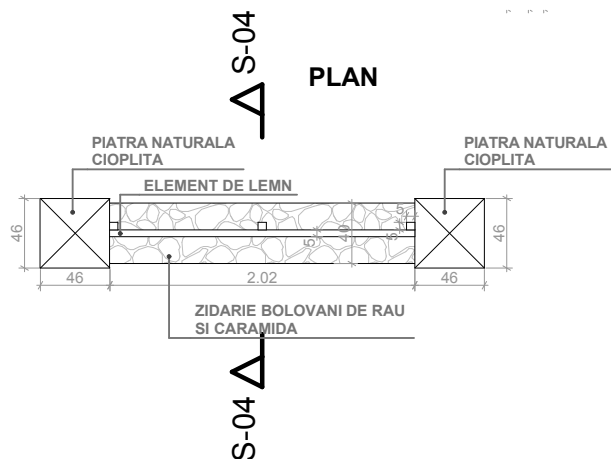 S-04
PLAN
PIATRA NATURALA
CIOPLITA
PIATRA NATURALA
CIOPLITA
ELEMENT DE LEMN
46
5
40
5
5
46
46
2.02
46
ZIDARIE BOLOVANI DE RAU
SI CARAMIDA
S-04